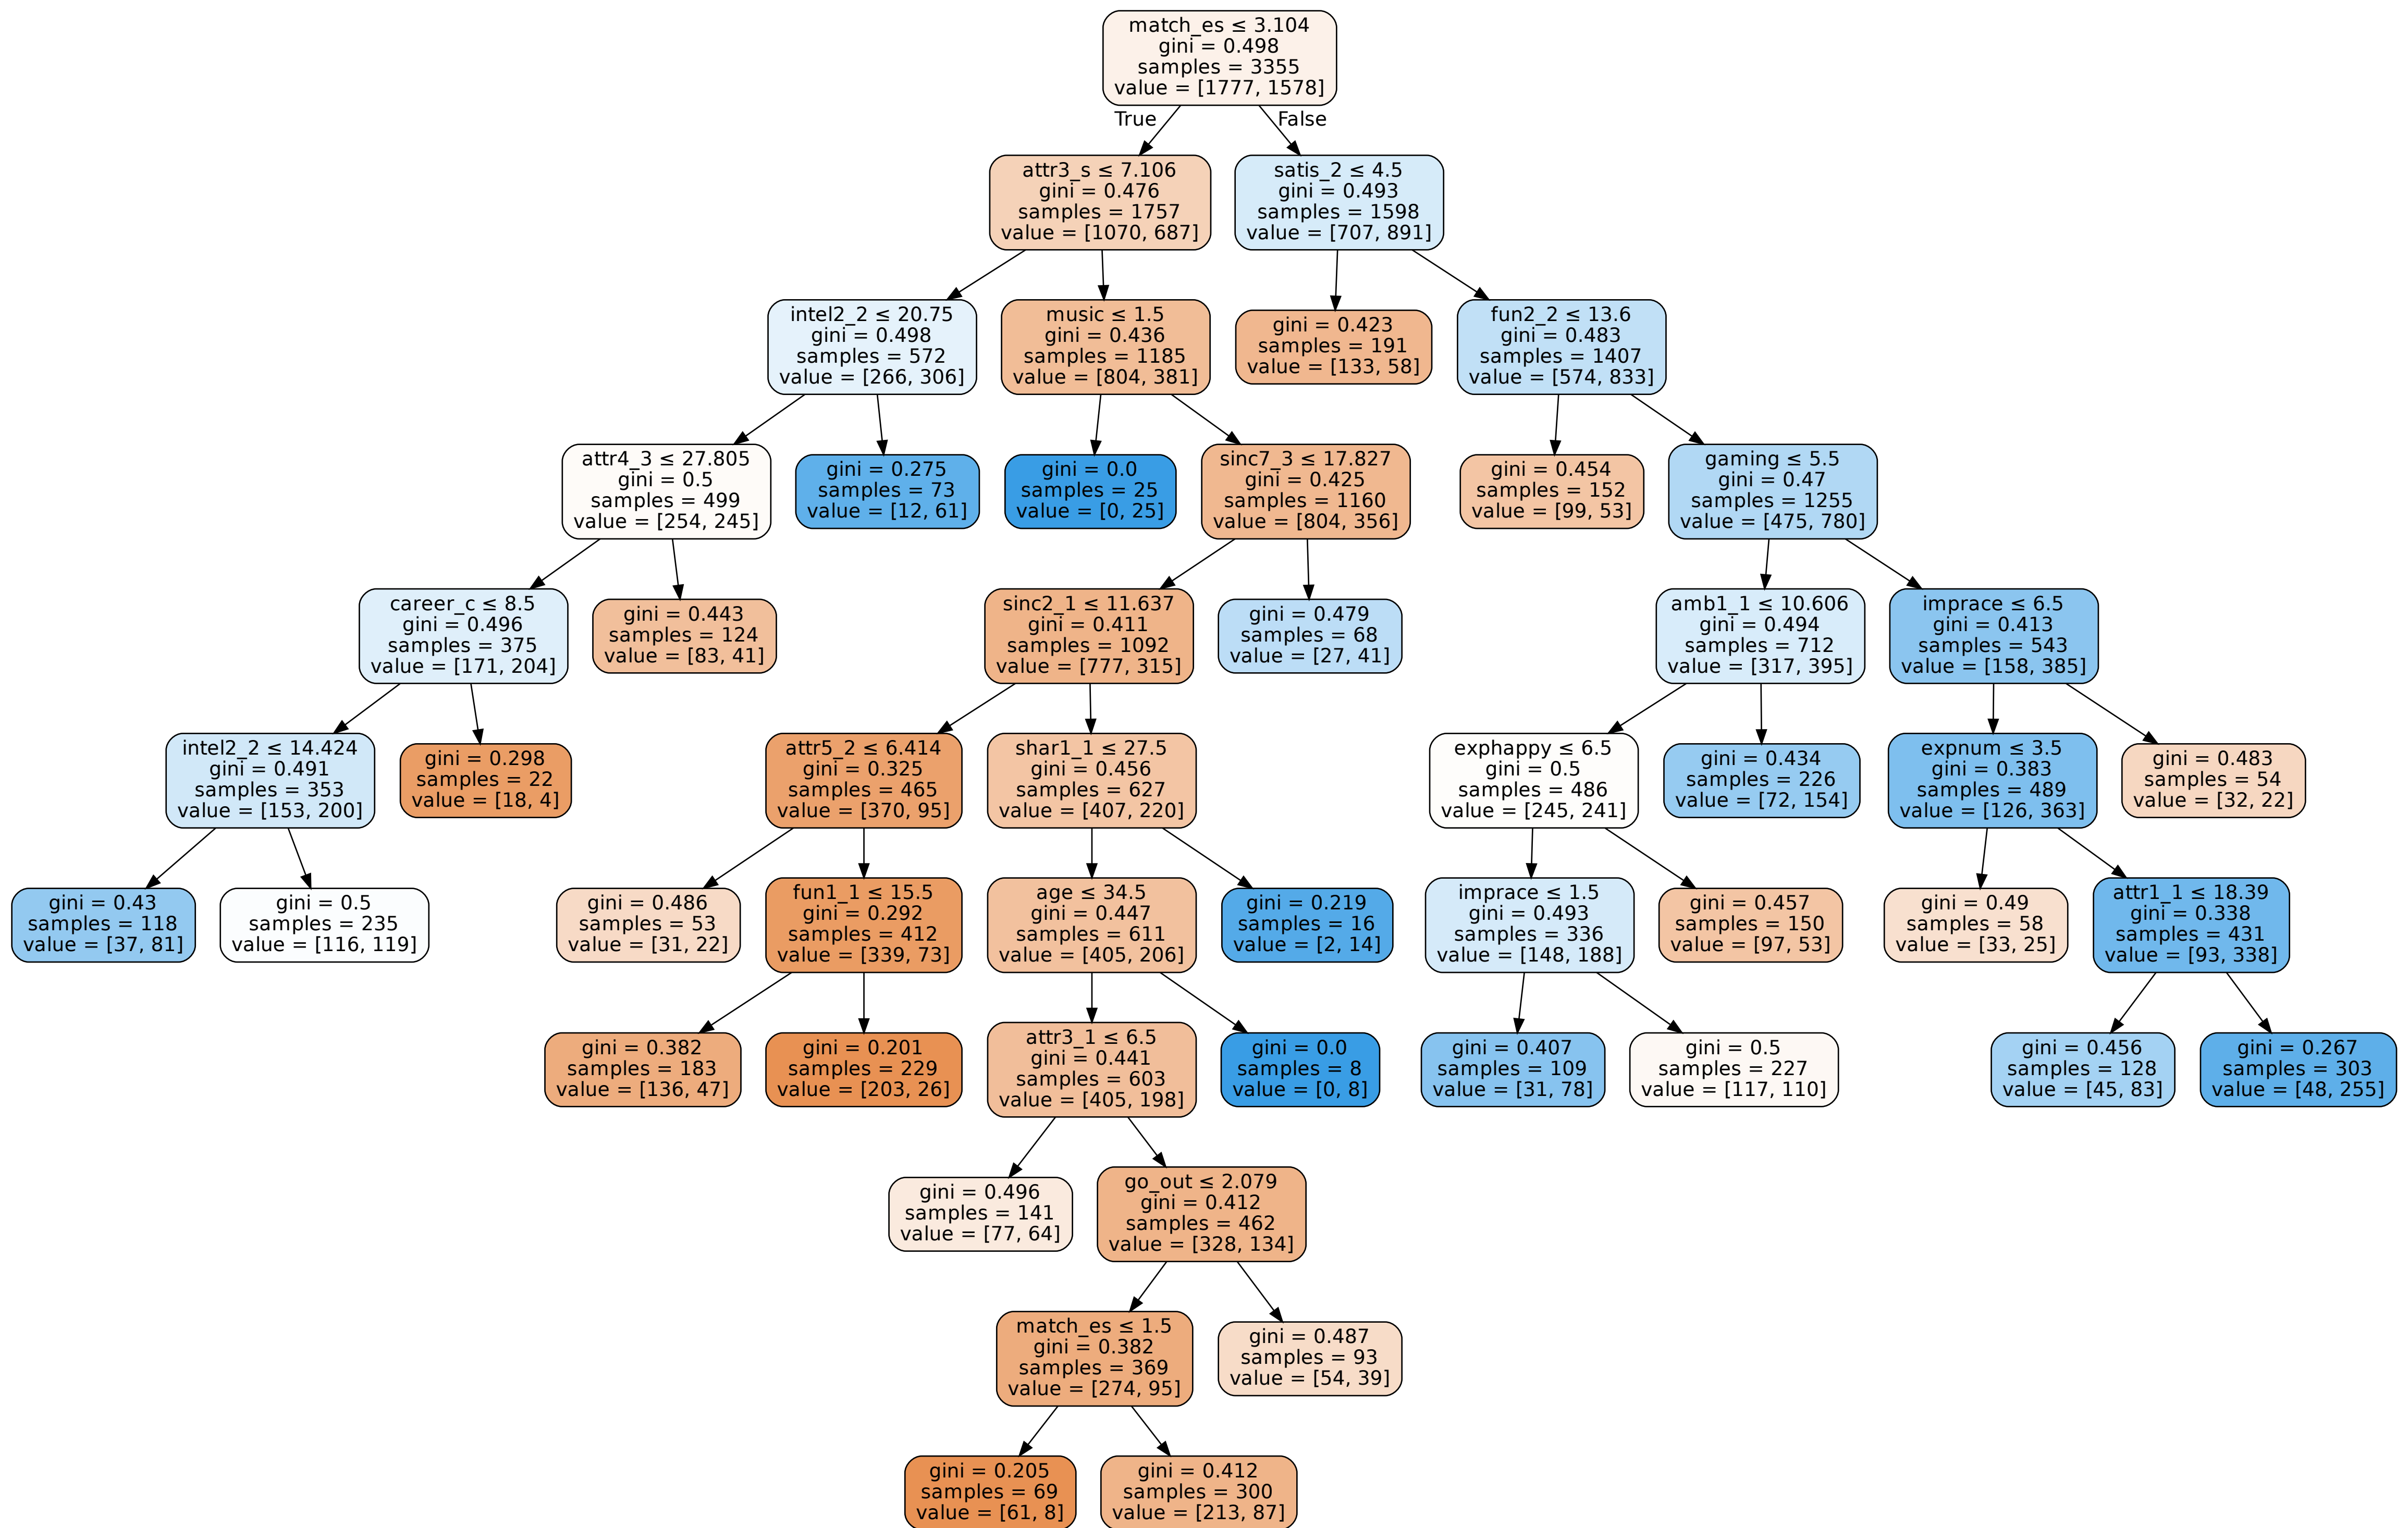 match_es ≤ 3.104
gini = 0.498
samples = 3355
value = [1777, 1578]
True
False
attr3_s ≤ 7.106
gini = 0.476
samples = 1757
value = [1070, 687]
satis_2 ≤ 4.5
gini = 0.493
samples = 1598
value = [707, 891]
intel2_2 ≤ 20.75
gini = 0.498
samples = 572
value = [266, 306]
music ≤ 1.5
gini = 0.436
samples = 1185
value = [804, 381]
gini = 0.423
samples = 191
value = [133, 58]
fun2_2 ≤ 13.6
gini = 0.483
samples = 1407
value = [574, 833]
attr4_3 ≤ 27.805
gini = 0.5
samples = 499
value = [254, 245]
gini = 0.275
samples = 73
value = [12, 61]
gini = 0.0
samples = 25
value = [0, 25]
sinc7_3 ≤ 17.827
gini = 0.425
samples = 1160
value = [804, 356]
gini = 0.454
samples = 152
value = [99, 53]
gaming ≤ 5.5
gini = 0.47
samples = 1255
value = [475, 780]
career_c ≤ 8.5
gini = 0.496
samples = 375
value = [171, 204]
gini = 0.443
samples = 124
value = [83, 41]
sinc2_1 ≤ 11.637
gini = 0.411
samples = 1092
value = [777, 315]
gini = 0.479
samples = 68
value = [27, 41]
amb1_1 ≤ 10.606
gini = 0.494
samples = 712
value = [317, 395]
imprace ≤ 6.5
gini = 0.413
samples = 543
value = [158, 385]
intel2_2 ≤ 14.424
gini = 0.491
samples = 353
value = [153, 200]
gini = 0.298
samples = 22
value = [18, 4]
attr5_2 ≤ 6.414
gini = 0.325
samples = 465
value = [370, 95]
shar1_1 ≤ 27.5
gini = 0.456
samples = 627
value = [407, 220]
exphappy ≤ 6.5
gini = 0.5
samples = 486
value = [245, 241]
gini = 0.434
samples = 226
value = [72, 154]
expnum ≤ 3.5
gini = 0.383
samples = 489
value = [126, 363]
gini = 0.483
samples = 54
value = [32, 22]
gini = 0.43
samples = 118
value = [37, 81]
gini = 0.5
samples = 235
value = [116, 119]
gini = 0.486
samples = 53
value = [31, 22]
fun1_1 ≤ 15.5
gini = 0.292
samples = 412
value = [339, 73]
age ≤ 34.5
gini = 0.447
samples = 611
value = [405, 206]
gini = 0.219
samples = 16
value = [2, 14]
imprace ≤ 1.5
gini = 0.493
samples = 336
value = [148, 188]
gini = 0.457
samples = 150
value = [97, 53]
gini = 0.49
samples = 58
value = [33, 25]
attr1_1 ≤ 18.39
gini = 0.338
samples = 431
value = [93, 338]
gini = 0.382
samples = 183
value = [136, 47]
gini = 0.201
samples = 229
value = [203, 26]
attr3_1 ≤ 6.5
gini = 0.441
samples = 603
value = [405, 198]
gini = 0.0
samples = 8
value = [0, 8]
gini = 0.407
samples = 109
value = [31, 78]
gini = 0.5
samples = 227
value = [117, 110]
gini = 0.456
samples = 128
value = [45, 83]
gini = 0.267
samples = 303
value = [48, 255]
gini = 0.496
samples = 141
value = [77, 64]
go_out ≤ 2.079
gini = 0.412
samples = 462
value = [328, 134]
match_es ≤ 1.5
gini = 0.382
samples = 369
value = [274, 95]
gini = 0.487
samples = 93
value = [54, 39]
gini = 0.205
samples = 69
value = [61, 8]
gini = 0.412
samples = 300
value = [213, 87]